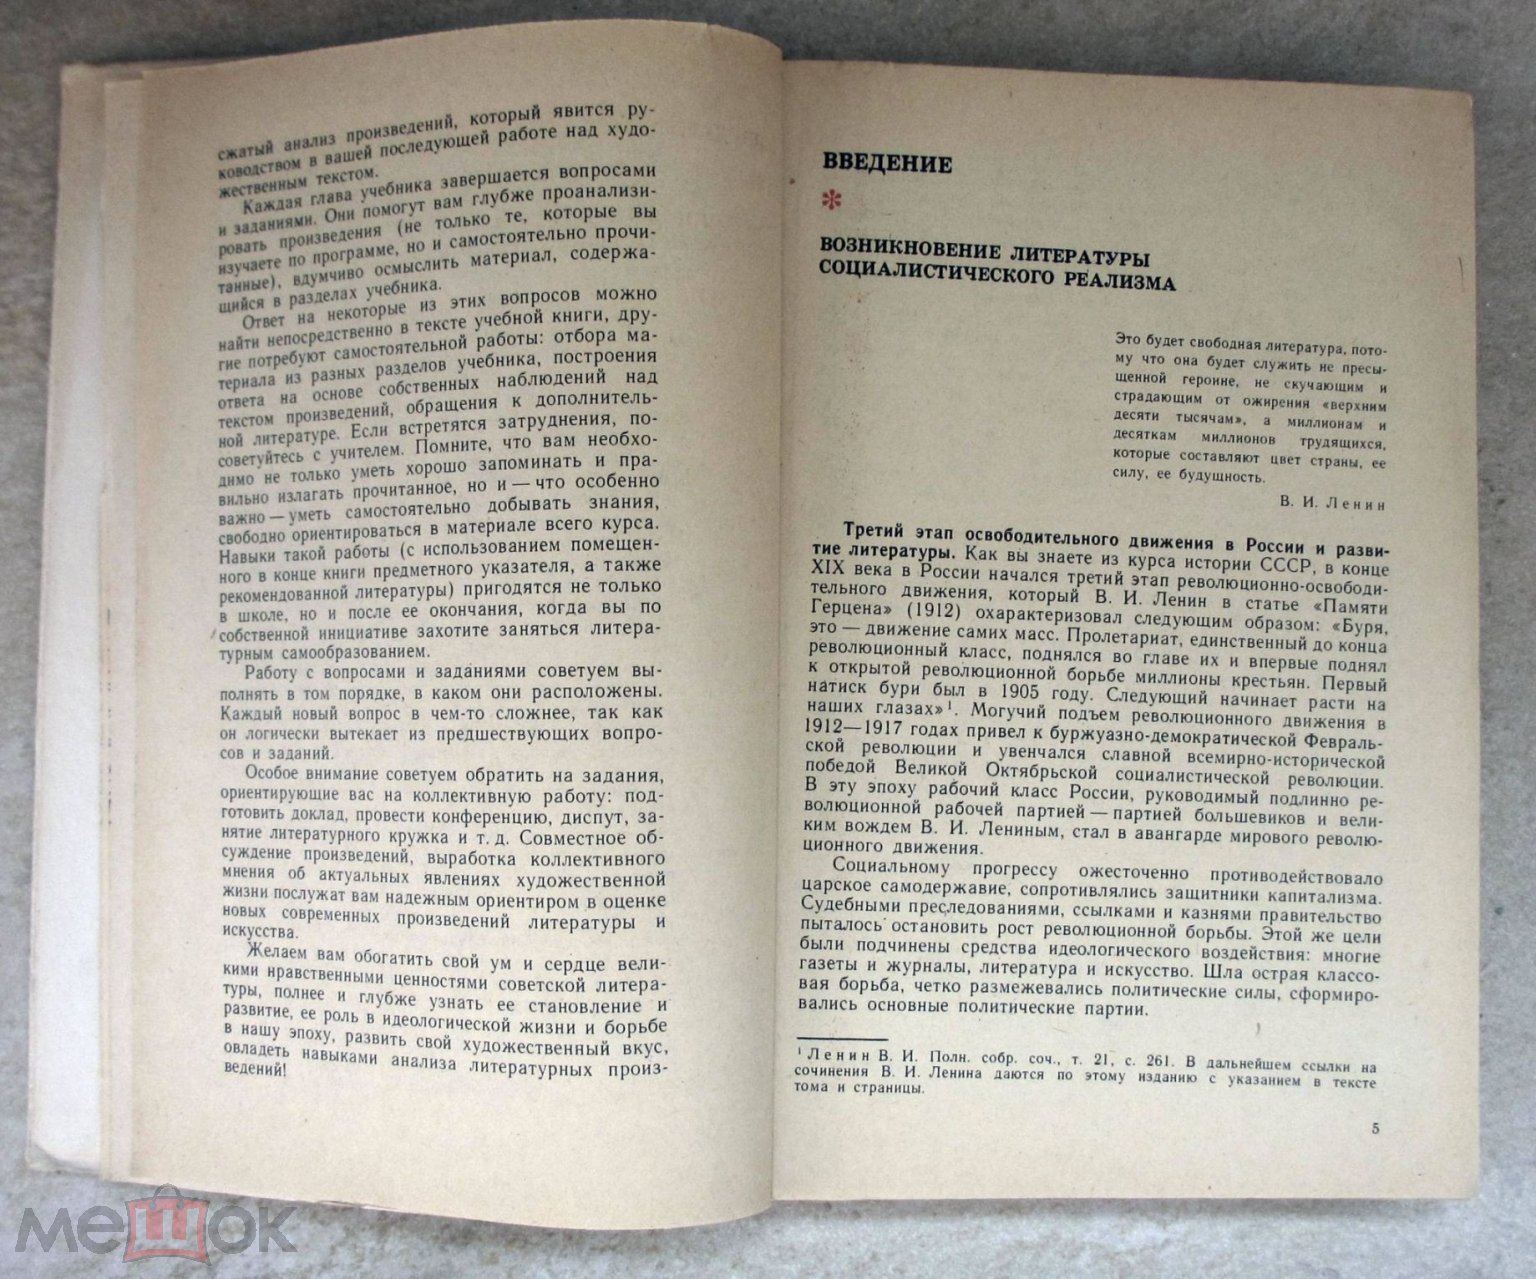 сжатый анализ произведений, который явится ру-
ководством в вашей последующей работе над худо-
жественным текстом.
Каждая глава учебника завершается вопросами
и заданиями. Они помогут вам глубже проанализи-
ровать произведения (не только те, которые вы
изучаете по программе, но и самостоятельно прочи-
танные), вдумчиво осмыслить материал, содержа-
щийся в разделах учебника.
Ответ на некоторые из этих вопросов можно
найти непосредственно в тексте учебной книги, дру-
гие потребуют самостоятельной работы: отбора ма-
териала из разных разделов учебника, построения
ответа на основе собственных наблюдений над
текстом произведений, обращения к дополнитель-
ной литературе. Если встретятся затруднения, по-
советуйтесь с учителем. Помните, что вам необхо-
димо не только уметь хорошо запоминать и пра-
вильно излагать прочитанное, но и — что особенно
важно — уметь самостоятельно добывать знания,
свободно ориентироваться в материале всего курса.
Навыки такой работы (с использованием помещен-
ного в конце книги предметного указателя, а также
рекомендованной литературы) пригодятся не только
в школе, но и после ее окончания, когда вы по
собственной инициативе захотите заняться литера-
турным самообразованием.
Работу с вопросами и заданиями советуем вы-
полнять в том порядке, в каком они расположены.
Каждый новый вопрос в чем-то сложнее, так как
он логически вытекает из предшествующих вопро-
сов и заданий.
Особое внимание советуем обратить на задания,
ориентирующие вас на коллективную работу: под-
готовить доклад, провести конференцию, диспут, за-
нятие литературного кружка и т. д. Совместное об-
суждение произведений, выработка коллективного
мнения об актуальных явлениях художественной
жизни послужат вам надежным ориентиром в оценке
новых современных произведений литературы и
искусства.
Желаем вам обогатить свой ум и сердце вели-
кими нравственными ценностями советской литера-
туры, полнее и глубже узнать ее становление и
развитие, ее роль в идеологической жизни и борьбе
в нашу эпоху, развить свой художественный вкус,
овладеть навыками анализа литературных произ-
ведений!
ВВЕДЕНИЕ
ВОЗНИКНОВЕНИЕ ЛИТЕРАТУРЫ
СОЦИАЛИСТИЧЕСКОГО РЕАЛИЗМА
Это будет свободная литература, пото-
му что она будет служить не пресы-
щенной героине, не скучающим и
страдающим от ожирения «верхним
десяти тысячам», а миллионам и
десяткам миллионов трудящихся,
которые составляют цвет страны, ее
силу, ее будущность.
В. И. Ленин
Третий этап освободительного движения в России и разви-
тие литературы. Как вы знаете из курса истории СССР, в конце
XIX века в России начался третий этап революционно-освободи-
тельного движения, который В. И. Ленин в статье «Памяти
Герцена» (1912) охарактеризовал следующим образом: «Буря,
это — движение самих масс. Пролетариат, единственный до конца
революционный класс, поднялся во главе их и впервые поднял
к открытой революционной борьбе миллионы крестьян. Первый
натиск бури был в 1905 году. Следующий начинает расти на
наших глазах»¹. Могучий подъем революционного движения в
1912—1917 годах привел к буржуазно-демократической Февраль-
ской революции и увенчался славной всемирно-исторической
победой Великой Октябрьской социалистической революции.
В эту эпоху рабочий класс России, руководимый подлинно ре-
волюционной рабочей партией — партией большевиков и вели-
ким вождем В. И. Лениным, стал в авангарде мирового револю-
ционного движения.
Социальному прогрессу ожесточенно противодействовало
царское самодержавие, сопротивлялись защитники капитализма.
Судебными преследованиями, ссылками и казнями правительство
пыталось остановить рост революционной борьбы. Этой же цели
были подчинены средства идеологического воздействия: многие
газеты и журналы, литература и искусство. Шла острая классо-
вая борьба, четко размежевались политические силы, сформиро-
вались основные политические партии.
¹ Ленин В. И. Полн. собр. соч., т. 21, с. 261. В дальнейшем ссылки на
сочинения В. И. Ленина даются по этому изданию с указанием в тексте
тома и страницы.
5
мешок